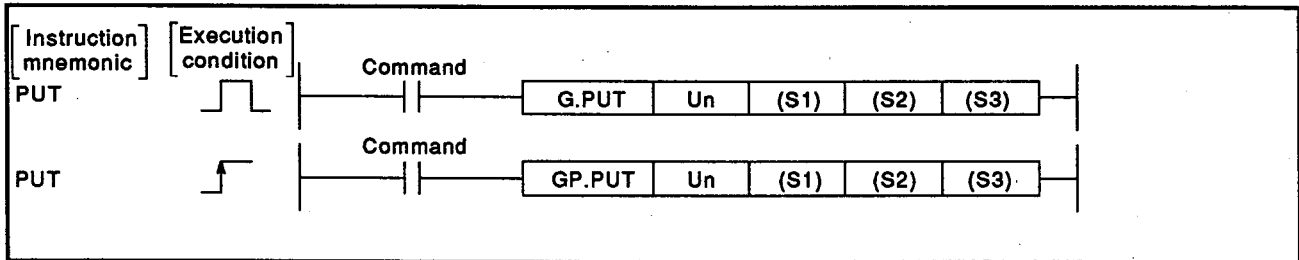 [Instruction mnemonic] [Execution condition]
Command
PUT G.PUT Un (S1) (S2) (S3)
Command
PUT GP.PUT Un (S1) (S2) (S3)